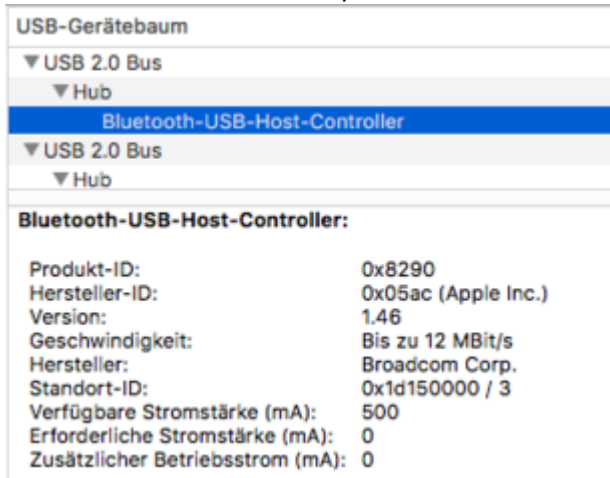 USB-Gerätebaum
USB 2.0 Bus
Hub
Bluetooth-USB-Host-Controller
USB 2.0 Bus
Hub
Bluetooth-USB-Host-Controller:
Produkt-ID: 0x8290
Hersteller-ID: 0x05ac (Apple Inc.)
Version: 1.46
Geschwindigkeit: Bis zu 12 MBit/s
Hersteller: Broadcom Corp.
Standort-ID: 0x1d150000 / 3
Verfügbare Stromstärke (mA): 500
Erforderliche Stromstärke (mA): 0
Zusätzlicher Betriebsstrom (mA): 0